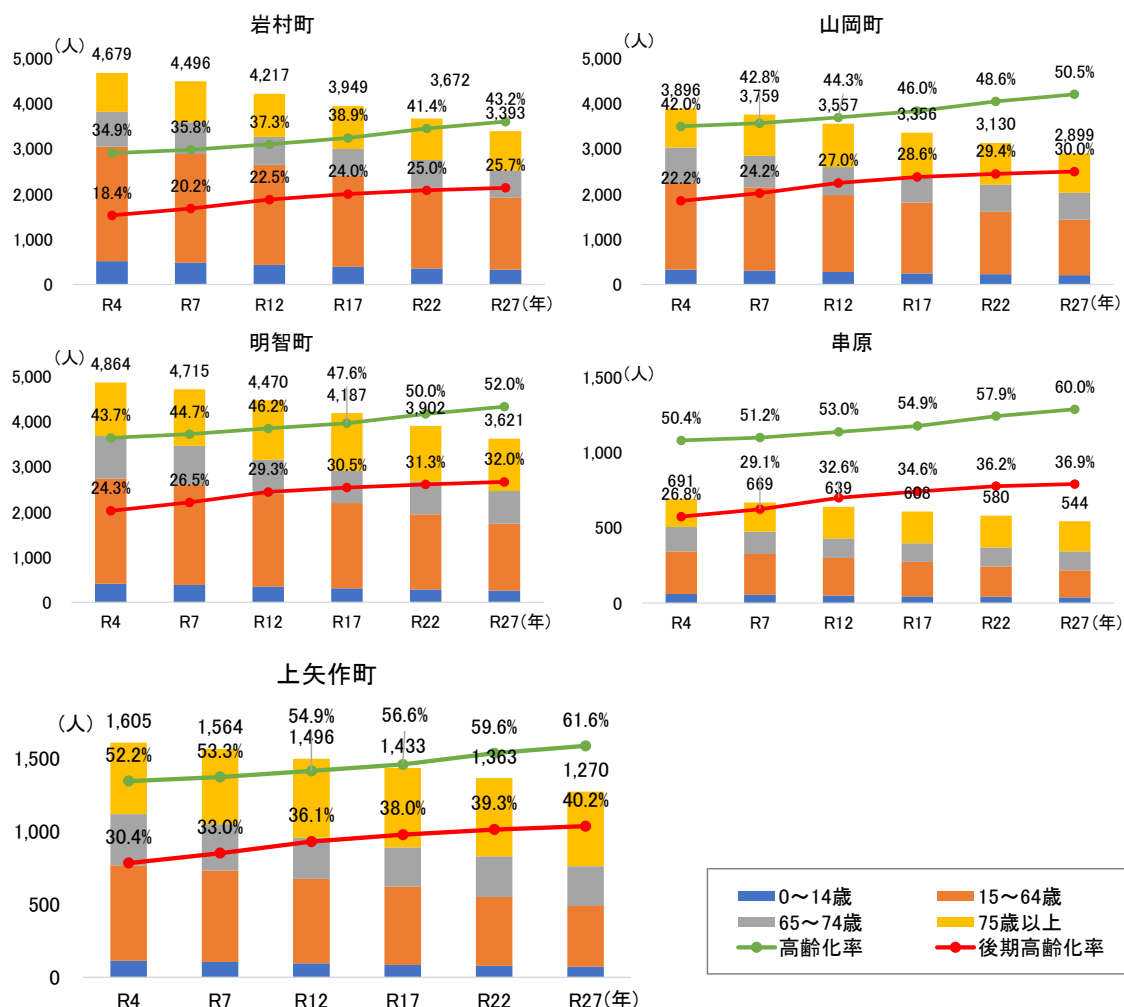 岩村町
(人)
5,000
4,000
3,000
2,000
1,000
0
4,679
4,496
4,217
3,949
3,672
3,393
34.9%
35.8%
37.3%
38.9%
41.4%
43.2%
18.4%
20.2%
22.5%
24.0%
25.0%
25.7%
R4
R7
R12
R17
R22
R27(年)
山岡町
(人)
5,000
4,000
3,000
2,000
1,000
0
3,896
3,759
3,557
3,356
3,130
2,899
42.0%
42.8%
44.3%
46.0%
48.6%
50.5%
22.2%
24.2%
27.0%
28.6%
29.4%
30.0%
R4
R7
R12
R17
R22
R27(年)
明智町
(人)
5,000
4,000
3,000
2,000
1,000
0
4,864
4,715
4,470
4,187
3,902
3,621
43.7%
44.7%
46.2%
47.6%
50.0%
52.0%
24.3%
26.5%
29.3%
30.5%
31.3%
32.0%
R4
R7
R12
R17
R22
R27(年)
串原
(人)
1,500
1,000
500
0
50.4%
51.2%
53.0%
54.9%
57.9%
60.0%
26.8%
29.1%
32.6%
34.6%
36.2%
36.9%
691
669
639
608
580
544
R4
R7
R12
R17
R22
R27(年)
上矢作町
(人)
1,500
1,000
500
0
1,605
1,564
1,496
1,433
1,363
1,270
52.2%
53.3%
54.9%
56.6%
59.6%
61.6%
30.4%
33.0%
36.1%
38.0%
39.3%
40.2%
R4
R7
R12
R17
R22
R27(年)
0～14歳
15～64歳
65～74歳
75歳以上
高齢化率
後期高齢化率